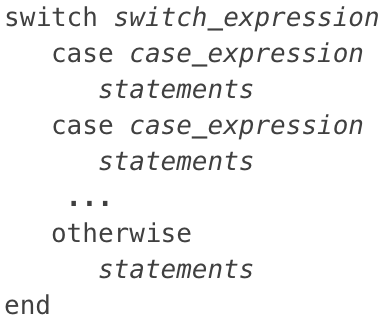 switch switch_expression
   case case_expression
      statements
   case case_expression
      statements
    ...
   otherwise
      statements
end